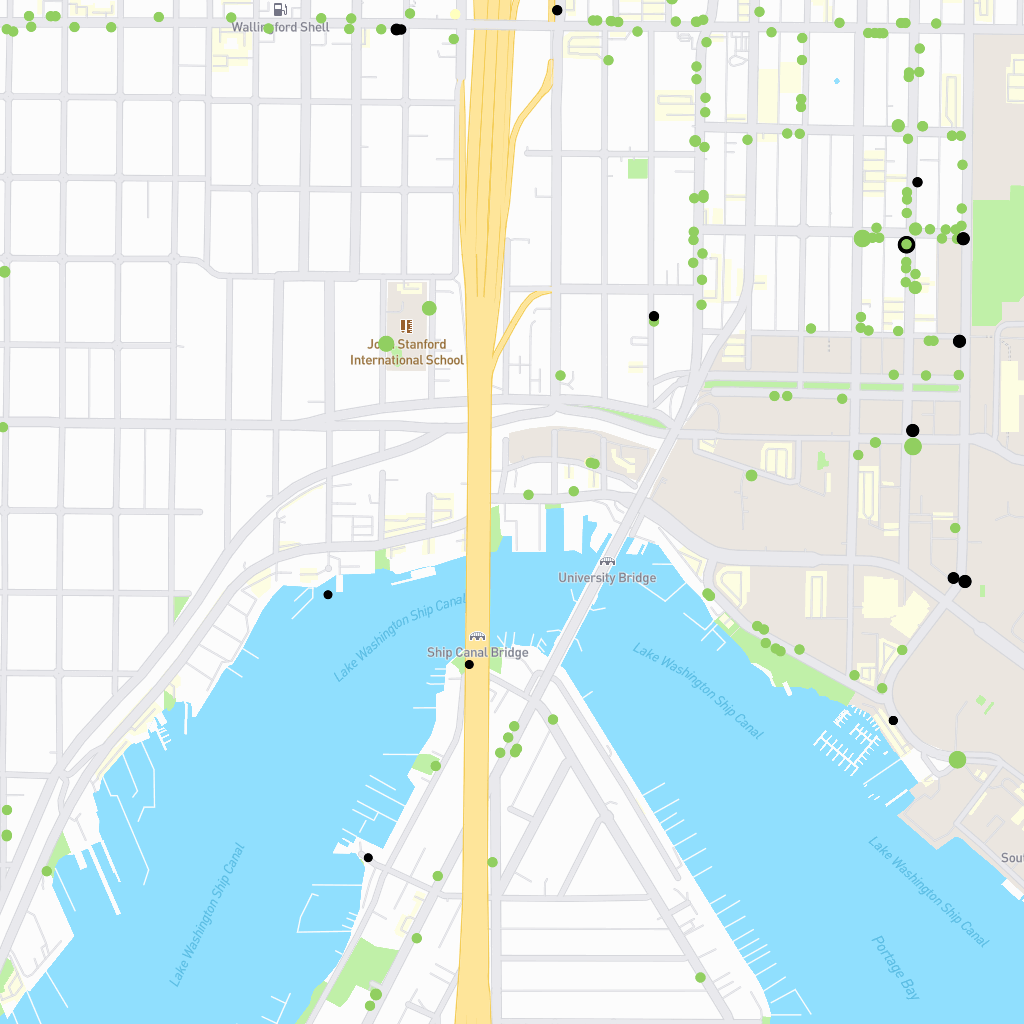 Wallingford Shell
John Stanford
International School
University Bridge
Lake Washington Ship Canal
Ship Canal Bridge
Lake Washington Ship Canal
Lake Washington Ship Canal
Lake Washington Ship Canal
Sout
Portage Bay